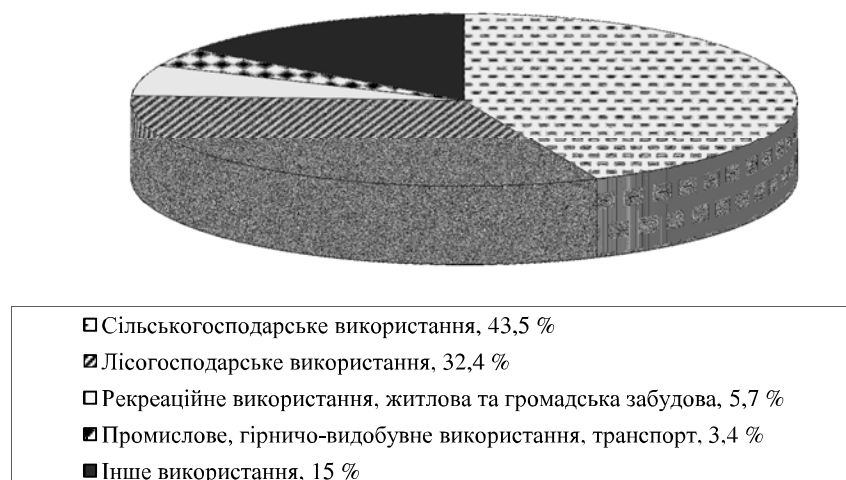 Сільськогосподарське використання, 43,5 %
Лісогосподарське використання, 32,4 %
Рекреаційне використання, житлова та громадська забудова, 5,7 %
Промислове, гірничо-видобувне використання, транспорт, 3,4 %
Інше використання, 15 %